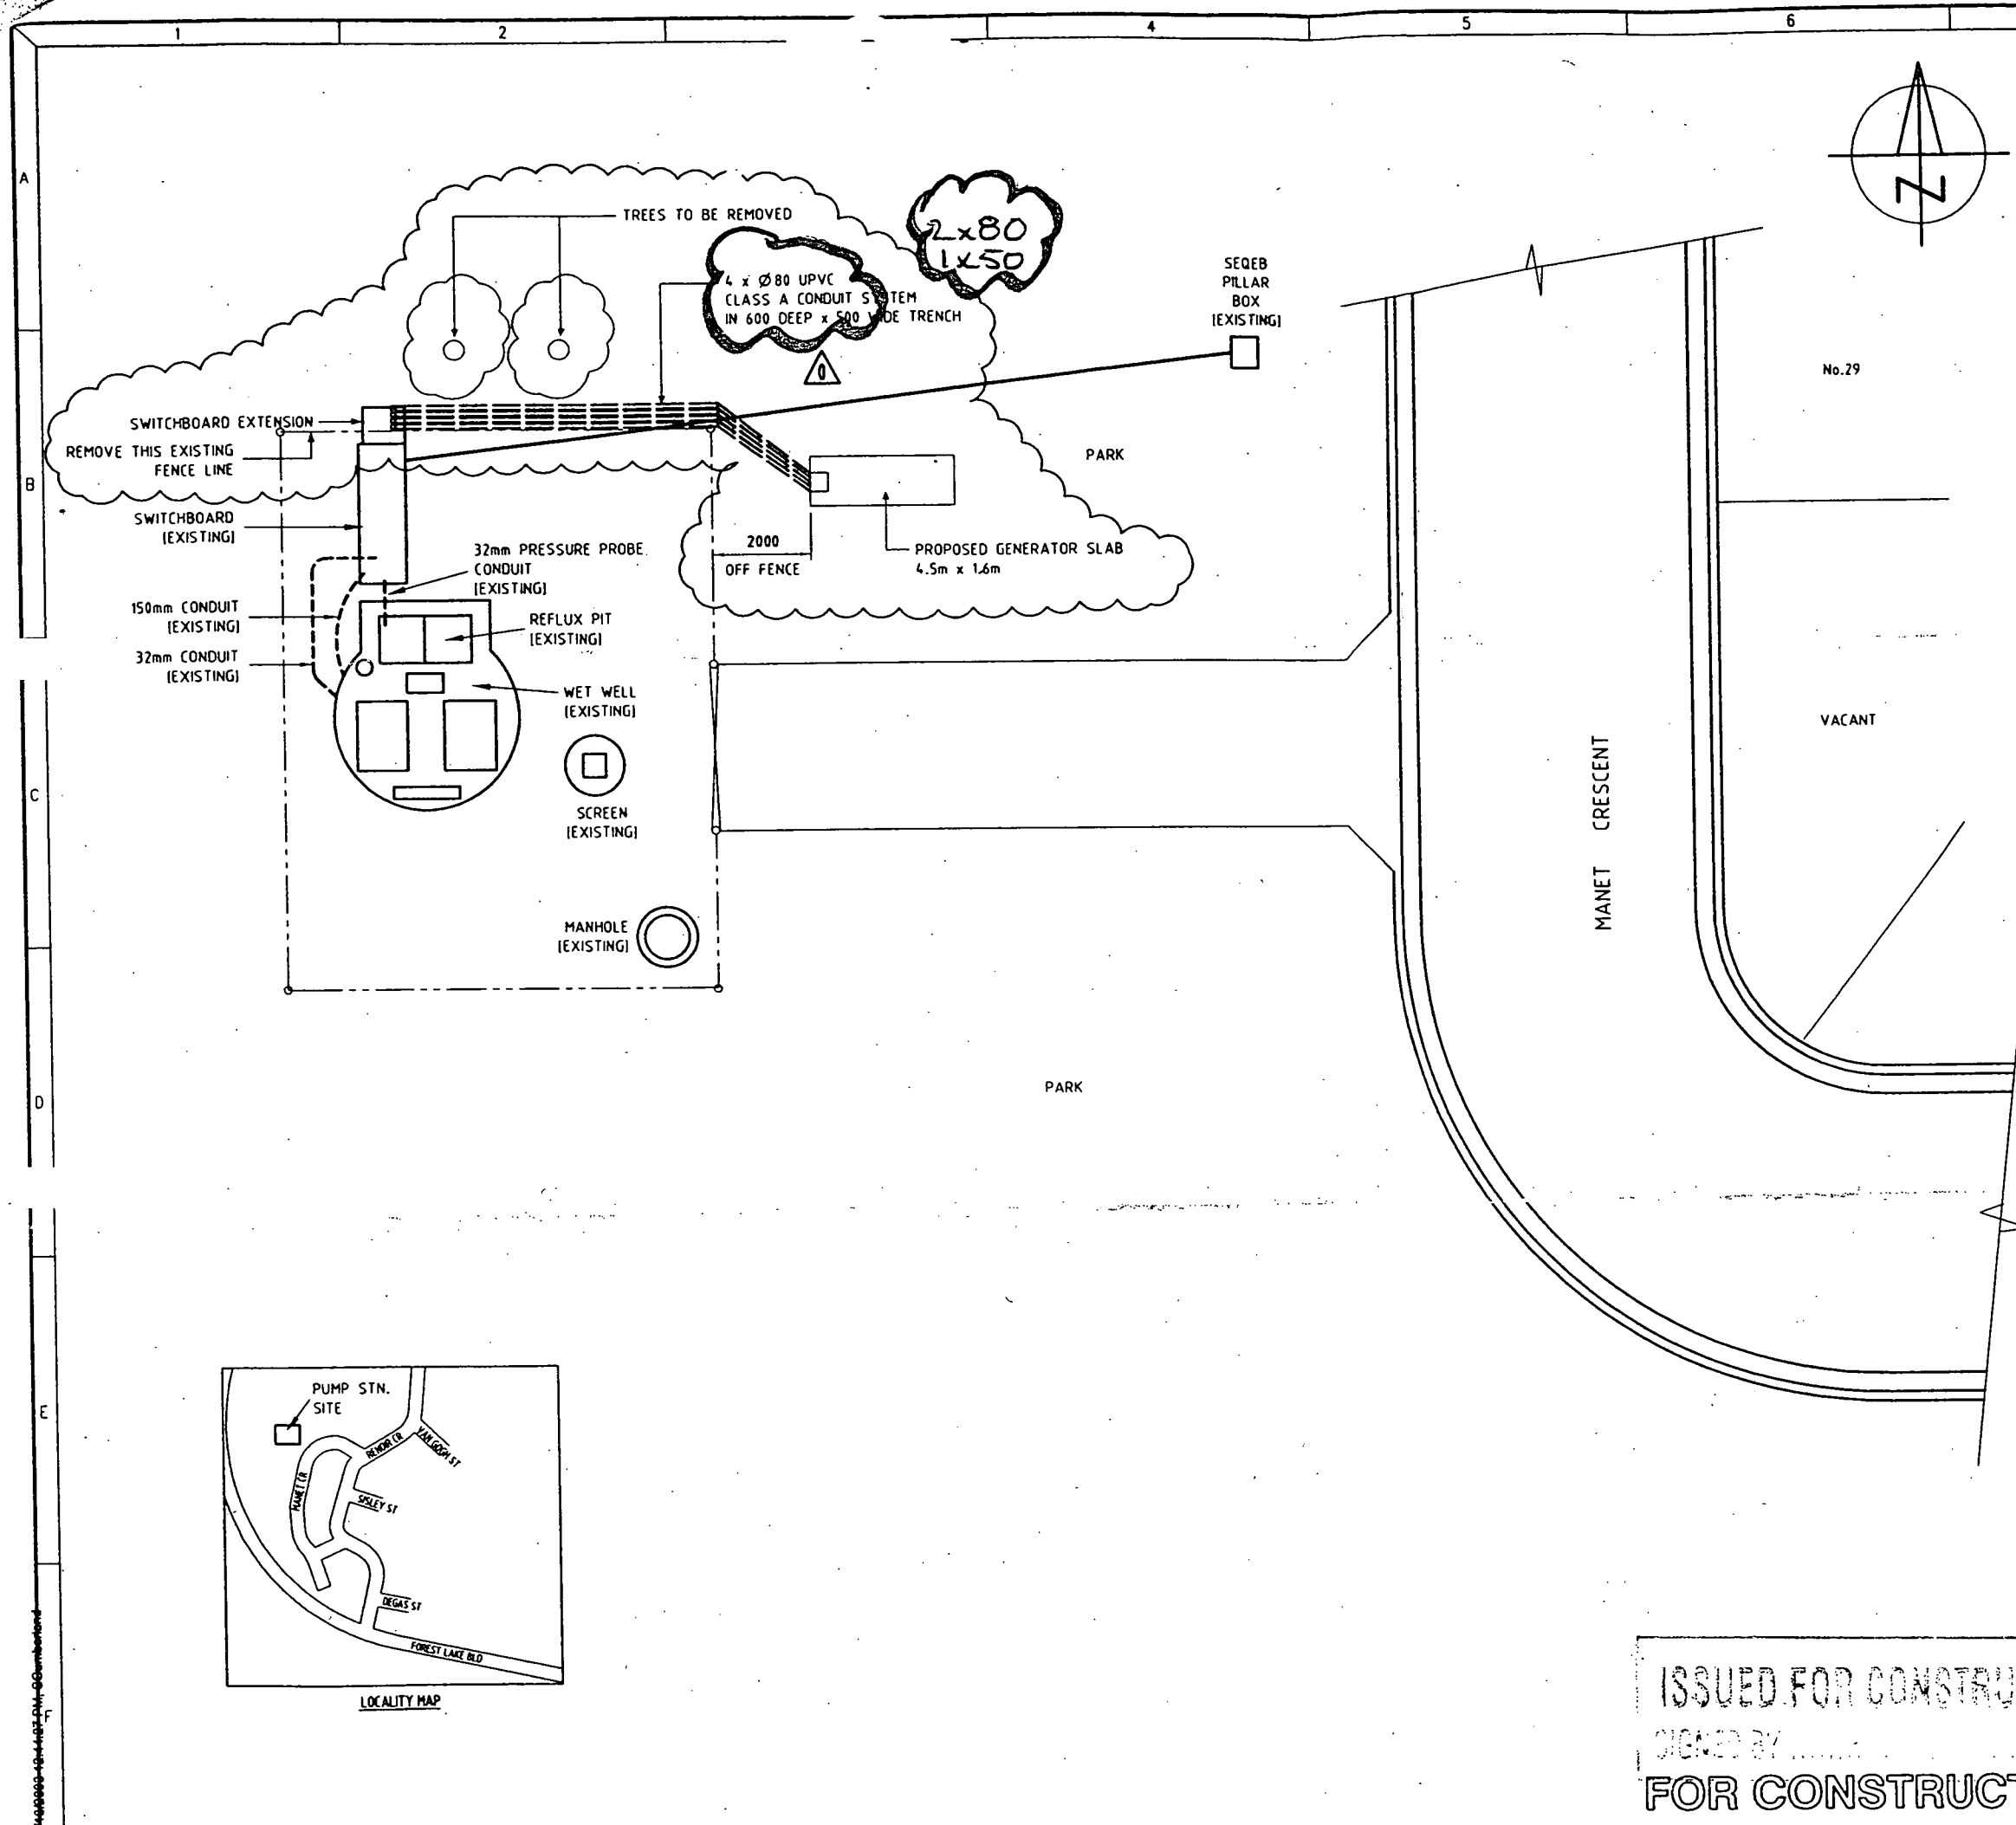 1
2
4
5
6
A
TREES TO BE REMOVED
2x80
1x50
4 x Ø80 UPVC
CLASS A CONDUIT SYSTEM
IN 600 DEEP x 500 WIDE TRENCH
0
SEQEB
PILLAR
BOX
[EXISTING]
N
No.29
SWITCHBOARD EXTENSION
REMOVE THIS EXISTING
FENCE LINE
PARK
B
SWITCHBOARD
[EXISTING]
32mm PRESSURE PROBE
CONDUIT
[EXISTING]
2000
OFF FENCE
PROPOSED GENERATOR SLAB
4.5m x 1.6m
150mm CONDUIT
[EXISTING]
REFLUX PIT
[EXISTING]
32mm CONDUIT
[EXISTING]
WET WELL
[EXISTING]
VACANT
MANET CRESCENT
C
SCREEN
[EXISTING]
MANHOLE
[EXISTING]
PARK
D
E
PUMP STN.
SITE
RENOIR CR
VAN GOGH ST
MANET CR
SISLEY ST
DEGAS ST
FOREST LAKE BLD
LOCALITY MAP
F
ISSUED FOR CONSTRU
SIGNED BY
FOR CONSTRUCT